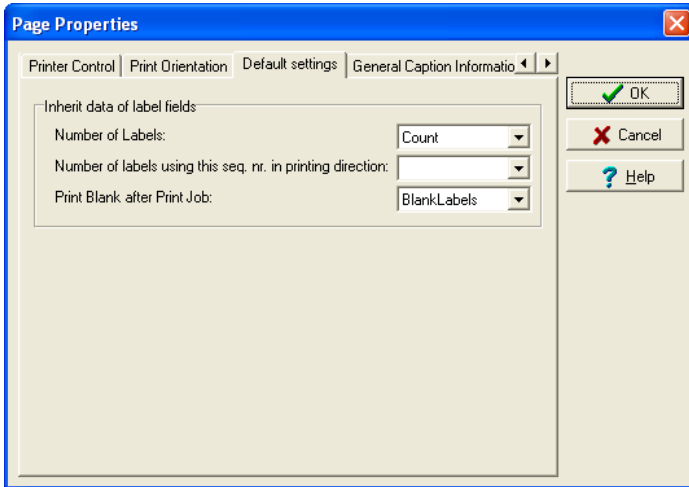 Page Properties
Printer Control
Print Orientation
Default settings
General Caption Informatio
Inherit data of label fields
Number of Labels:
Count
Number of labels using this seq. nr. in printing direction:
Print Blank after Print Job:
BlankLabels
OK
Cancel
Help